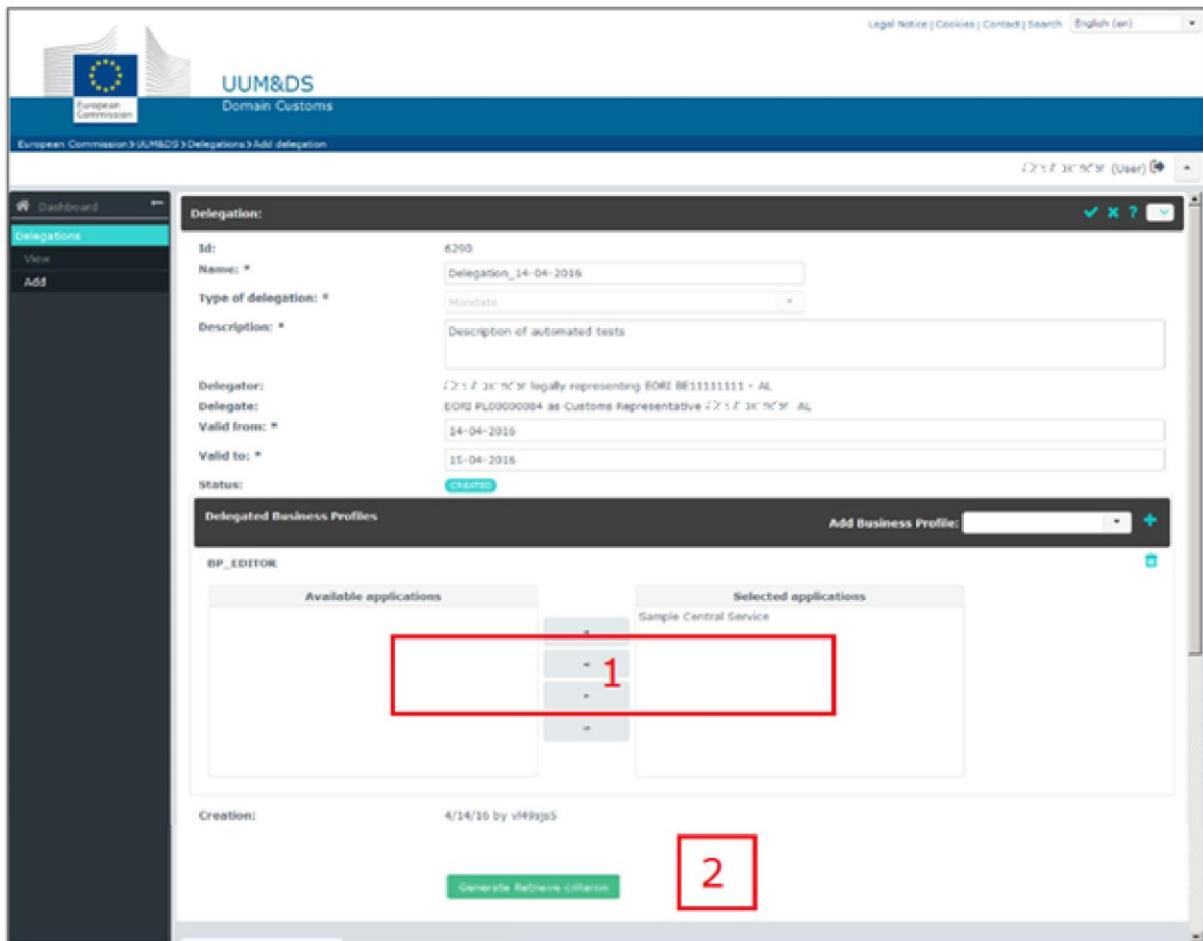 Legal Notice | Cookies | Contact | Search English (en)
European
Commission
UUM&DS
Domain Customs
European Commission > UUM&DS > Delegations > Add delegation
(User)
Dashboard
Delegations
View
Add
Delegation:
Id: 6290
Name: * Delegation_14-04-2016
Type of delegation: * Mandate
Description: * Description of automated tests
Delegator: legally representing EORI BE11111111 - AL
Delegate: EORI PL00000084 as Customs Representative AL
Valid from: * 14-04-2016
Valid to: * 15-04-2016
Status: CREATED
Delegated Business Profiles Add Business Profile:
BP_EDITOR
Available applications Selected applications
Sample Central Service
1
Creation: 4/14/16 by
2
Generate Retrieve criterion